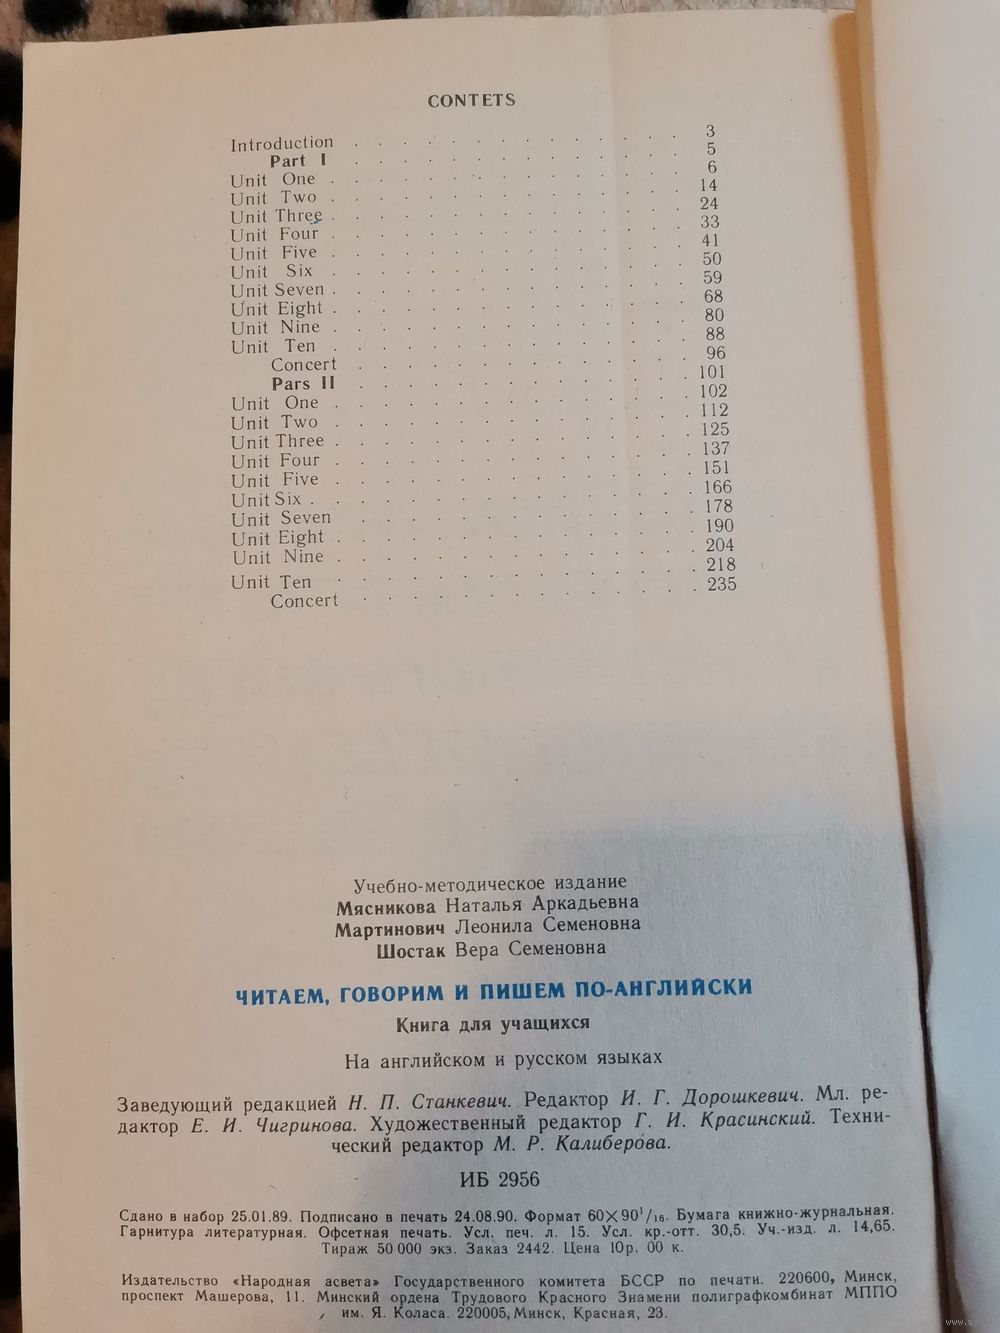 CONTETS
Introduction . . . . . . . . . . . . . . 3
Part I . . . . . . . . . . . . . . 5
Unit One . . . . . . . . . . . . . . 6
Unit Two . . . . . . . . . . . . . . 14
Unit Three . . . . . . . . . . . . . . 24
Unit Four . . . . . . . . . . . . . . 33
Unit Five . . . . . . . . . . . . . . 41
Unit Six . . . . . . . . . . . . . . 50
Unit Seven . . . . . . . . . . . . . . 59
Unit Eight . . . . . . . . . . . . . . 68
Unit Nine . . . . . . . . . . . . . . 80
Unit Ten . . . . . . . . . . . . . . 88
Concert . . . . . . . . . . . . . . 96
Pars II . . . . . . . . . . . . . . 101
Unit One . . . . . . . . . . . . . . 102
Unit Two . . . . . . . . . . . . . . 112
Unit Three . . . . . . . . . . . . . . 125
Unit Four . . . . . . . . . . . . . . 137
Unit Five . . . . . . . . . . . . . . 151
Unit Six . . . . . . . . . . . . . . 166
Unit Seven . . . . . . . . . . . . . . 178
Unit Eight . . . . . . . . . . . . . . 190
Unit Nine . . . . . . . . . . . . . . 204
Unit Ten . . . . . . . . . . . . . . 218
Concert . . . . . . . . . . . . . . 235
Учебно-методическое издание
Мясникова Наталья Аркадьевна
Мартинович Леонила Семеновна
Шостак Вера Семеновна
ЧИТАЕМ, ГОВОРИМ И ПИШЕМ ПО-АНГЛИЙСКИ
Книга для учащихся
На английском и русском языках
Заведующий редакцией Н. П. Станкевич. Редактор И. Г. Дорошкевич. Мл. ре-
дактор Е. И. Чигринова. Художественный редактор Г. И. Красинский. Техни-
ческий редактор М. Р. Калиберова.
ИБ 2956
Сдано в набор 25.01.89. Подписано в печать 24.08.90. Формат 60×90¹/₁₆. Бумага книжно-журнальная.
Гарнитура литературная. Офсетная печать. Усл. печ. л. 15. Усл. кр.-отт. 30,5. Уч.-изд. л. 14,65.
Тираж 50 000 экз. Заказ 2442. Цена 10р. 00 к.
Издательство «Народная асвета» Государственного комитета БССР по печати. 220600, Минск,
проспект Машерова, 11. Минский ордена Трудового Красного Знамени полиграфкомбинат МППО
им. Я. Коласа. 220005, Минск, Красная, 23.